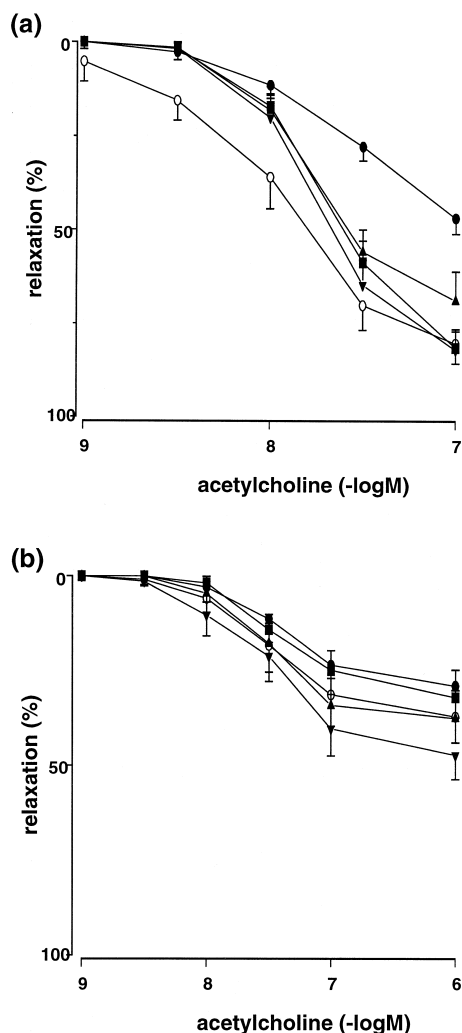 (a)
0
50
100
relaxation (%)
9 8 7
acetylcholine (-logM)
(b)
0
50
100
relaxation (%)
9 8 7 6
acetylcholine (-logM)